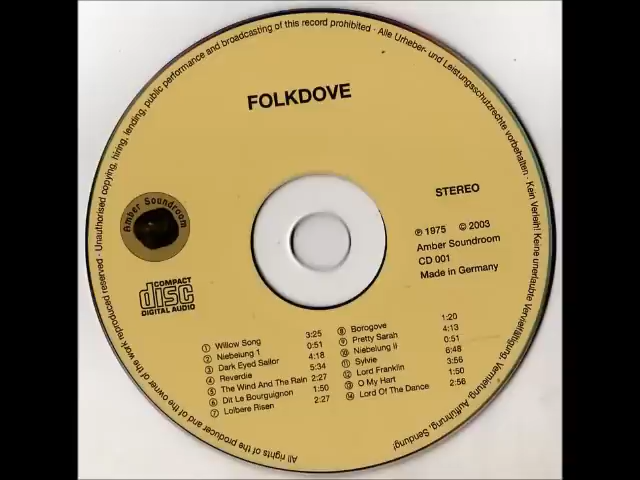 FOLKDOVE
STEREO
℗ 1975 © 2003
Amber Soundroom
CD 001
Made in Germany
Amber Soundroom
COMPACT
disc
DIGITAL AUDIO
1 Willow Song 3:25
2 Niebelung 1 0:51
3 Dark Eyed Sailor 4:18
4 Reverdie 5:34
5 The Wind And The Rain 2:27
6 Dit Le Bourguignon 1:50
7 Loibere Risen 2:27
8 Borogove 1:20
9 Pretty Sarah 4:13
10 Niebelung II 0:51
11 Sylvie 6:48
12 Lord Franklin 3:56
13 O My Hart 1:50
14 Lord Of The Dance 2:56
All rights of the producer and of the owner of the work reproduced reserved · Unauthorised copying, hiring, lending, public performance and broadcasting of this record prohibited · Alle Urheber- und Leistungsschutzrechte vorbehalten · Kein Verleih! Keine unerlaubte Vervielfältigung, Vermietung, Aufführung, Sendung!